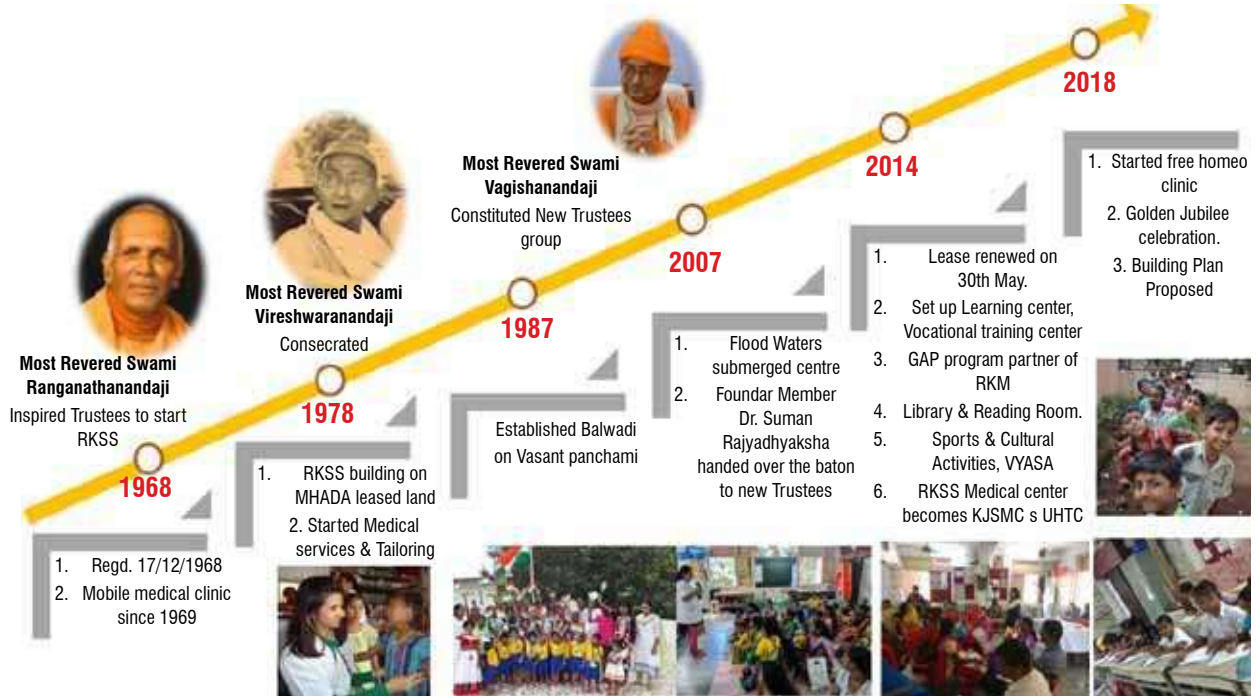 Most Revered Swami
Ranganathanandaji
Inspired Trustees to start
RKSS
1968
1. Regd. 17/12/1968
2. Mobile medical clinic
since 1969
Most Revered Swami
Vireshwaranandaji
Consecrated
1978
1. RKSS building on
MHADA leased land
2. Started Medical
services & Tailoring
1987
Established Balwadi
on Vasant panchami
Most Revered Swami
Vagishanandaji
Constituted New Trustees
group
2007
1. Flood Waters
submerged centre
2. Foundar Member
Dr. Suman
Rajyadhyaksha
handed over the baton
to new Trustees
2014
1. Lease renewed on
30th May.
2. Set up Learning center,
Vocational training center
3. GAP program partner of
RKM
4. Library & Reading Room.
5. Sports & Cultural
Activities, VYASA
6. RKSS Medical center
becomes KJSMC s UHTC
2018
1. Started free homeo
clinic
2. Golden Jubilee
celebration.
3. Building Plan
Proposed